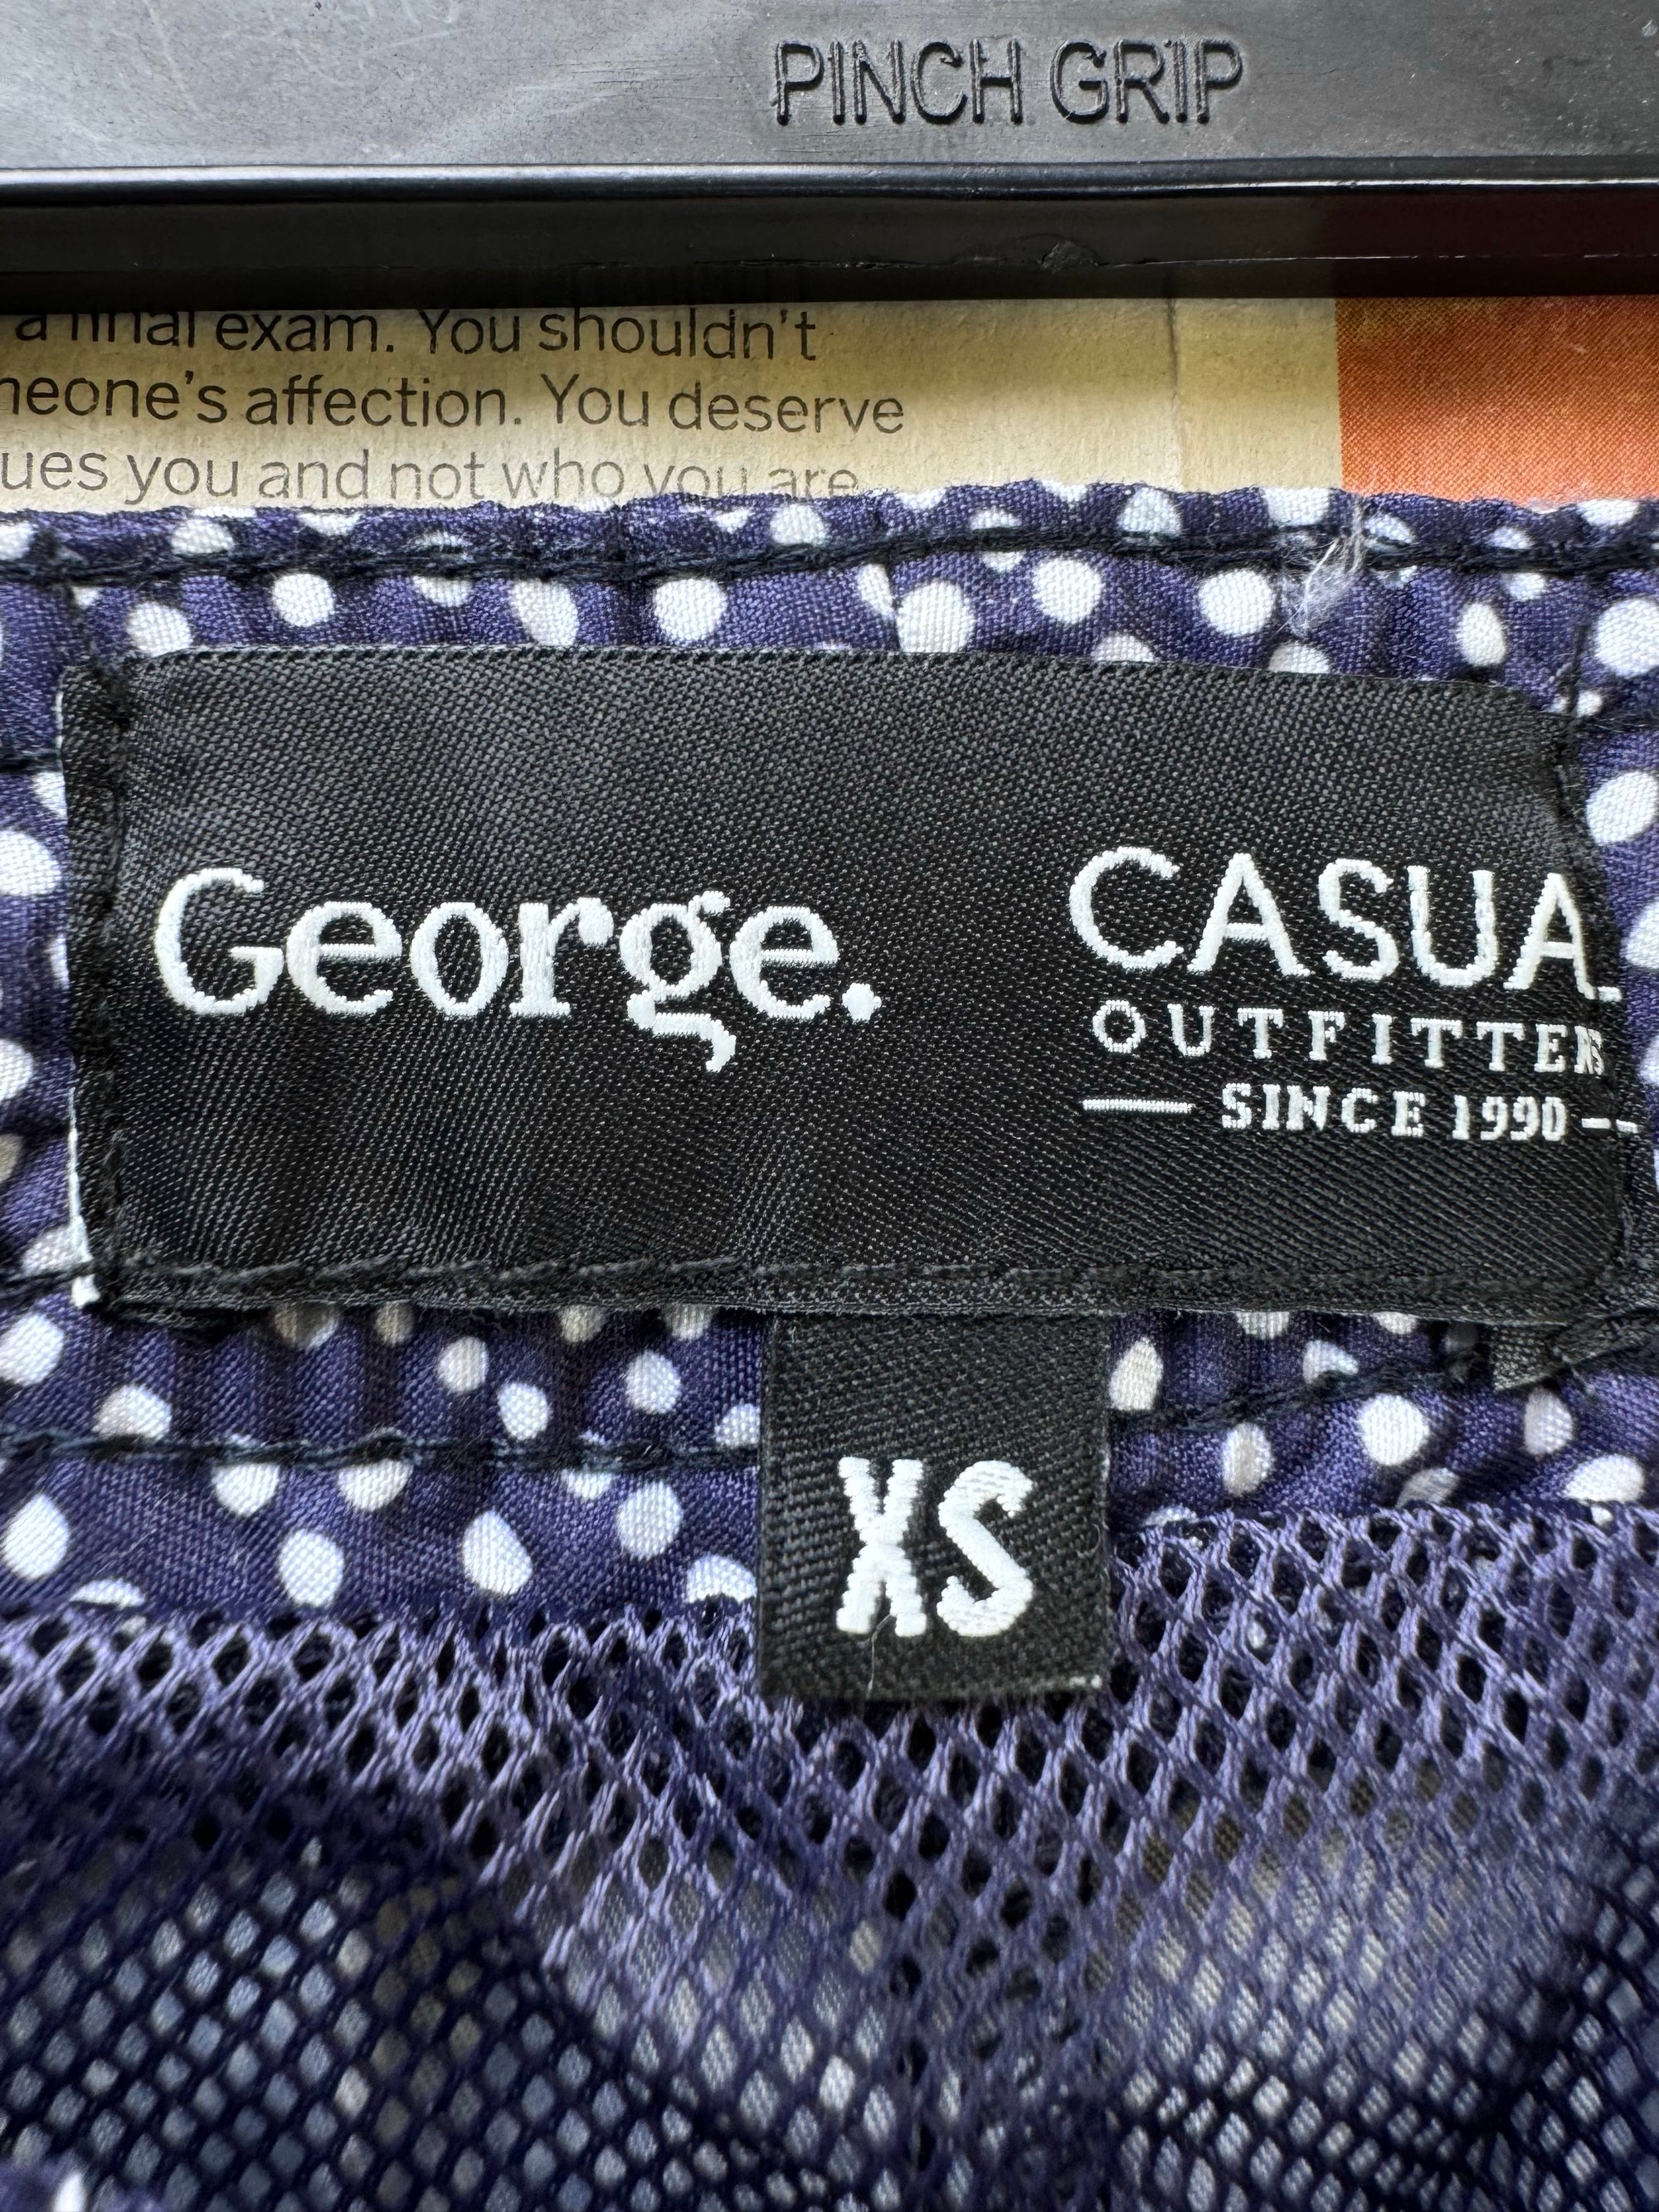 PINCH GRIP
a final exam. You shouldn't
meone's affection. You deserve
ues you and not who you are
George.
CASUAL
OUTFITTERS
SINCE 1990
XS